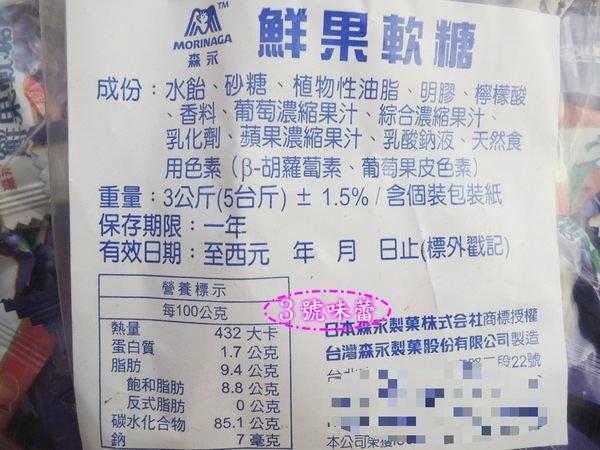 TM
MORINAGA
森永
鮮果軟糖
成份：水飴、砂糖、植物性油脂、明膠、檸檬酸
、香料、葡萄濃縮果汁、綜合濃縮果汁、
乳化劑、蘋果濃縮果汁、乳酸鈉液、天然食
用色素（β-胡蘿蔔素、葡萄果皮色素）
重量：3公斤(5台斤) ± 1.5% / 含個裝包裝紙
保存期限：一年
有效日期：至西元 年 月 日止(標外戳記)
營養標示
每100公克
熱量 432 大卡
蛋白質 1.7 公克
脂肪 9.4 公克
飽和脂肪 8.8 公克
反式脂肪 0 公克
碳水化合物 85.1 公克
鈉 7 毫克
3號味蕾
日本森永製菓株式会社商標授權
台灣森永製菓股份有限公司製造
段22號
本公司榮獲